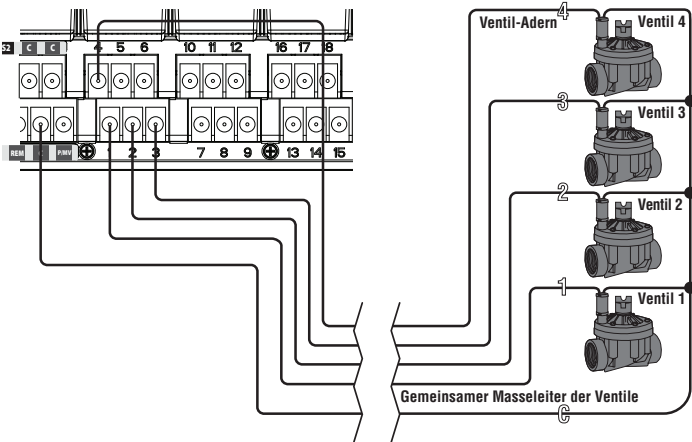 4
Ventil-Adern
Ventil 4
S2 C C 4 5 6 10 11 12 16 17 18
3
Ventil 3
REM P/MV 1 2 3 7 8 9 13 14 15
2
Ventil 2
1
Ventil 1
Gemeinsamer Masseleiter der Ventile
C